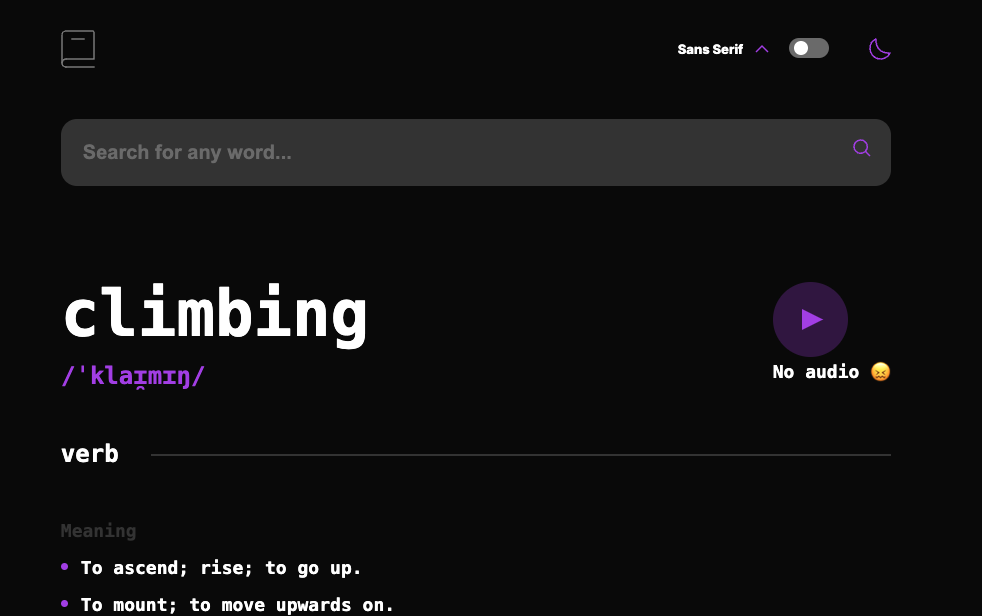 Sans Serif
Search for any word...
climbing
/ˈklaɪ̯mɪŋ/
No audio 😖
verb
Meaning
To ascend; rise; to go up.
To mount; to move upwards on.